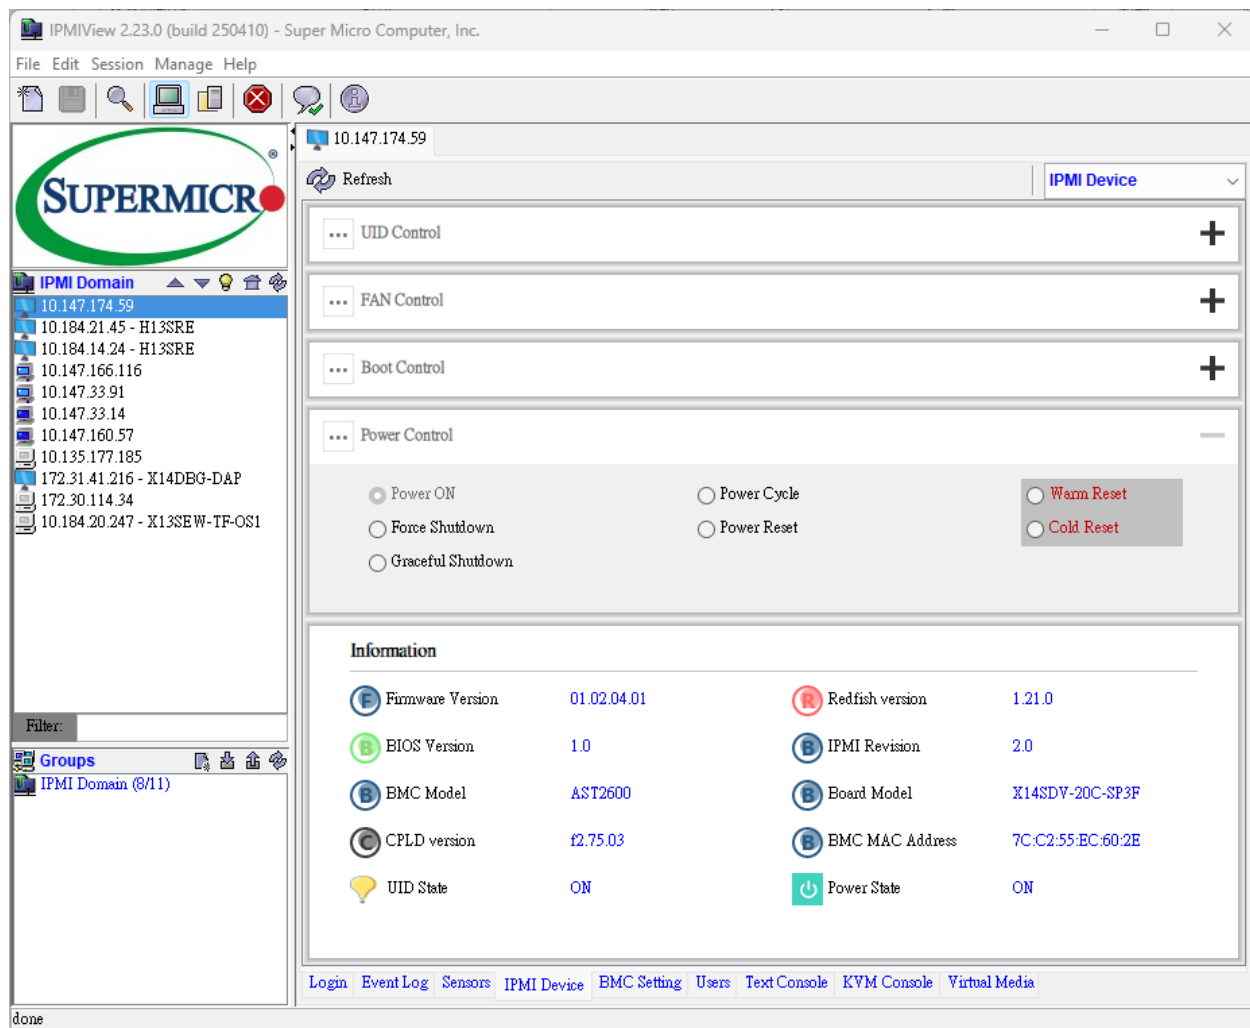 IPMIView 2.23.0 (build 250410) - Super Micro Computer, Inc.
File Edit Session Manage Help
SUPERMICR
10.147.174.59
Refresh
IPMI Device
UID Control
FAN Control
Boot Control
Power Control
Power ON
Power Cycle
Warm Reset
Force Shutdown
Power Reset
Cold Reset
Graceful Shutdown
IPMI Domain
10.147.174.59
10.184.21.45 - H13SRE
10.184.14.24 - H13SRE
10.147.166.116
10.147.33.91
10.147.33.14
10.147.160.57
10.135.177.185
172.31.41.216 - X14DBG-DAP
172.30.114.34
10.184.20.247 - X13SEW-TF-OS1
Filter:
Groups
IPMI Domain (8/11)
Information
F Firmware Version 01.02.04.01
R Redfish version 1.21.0
B BIOS Version 1.0
B IPMI Revision 2.0
B BMC Model AST2600
B Board Model X14SDV-20C-SP3F
C CPLD version f2.75.03
B BMC MAC Address 7C:C2:55:EC:60:2E
UID State ON
Power State ON
Login Event Log Sensors IPMI Device BMC Setting Users Text Console KVM Console Virtual Media
done